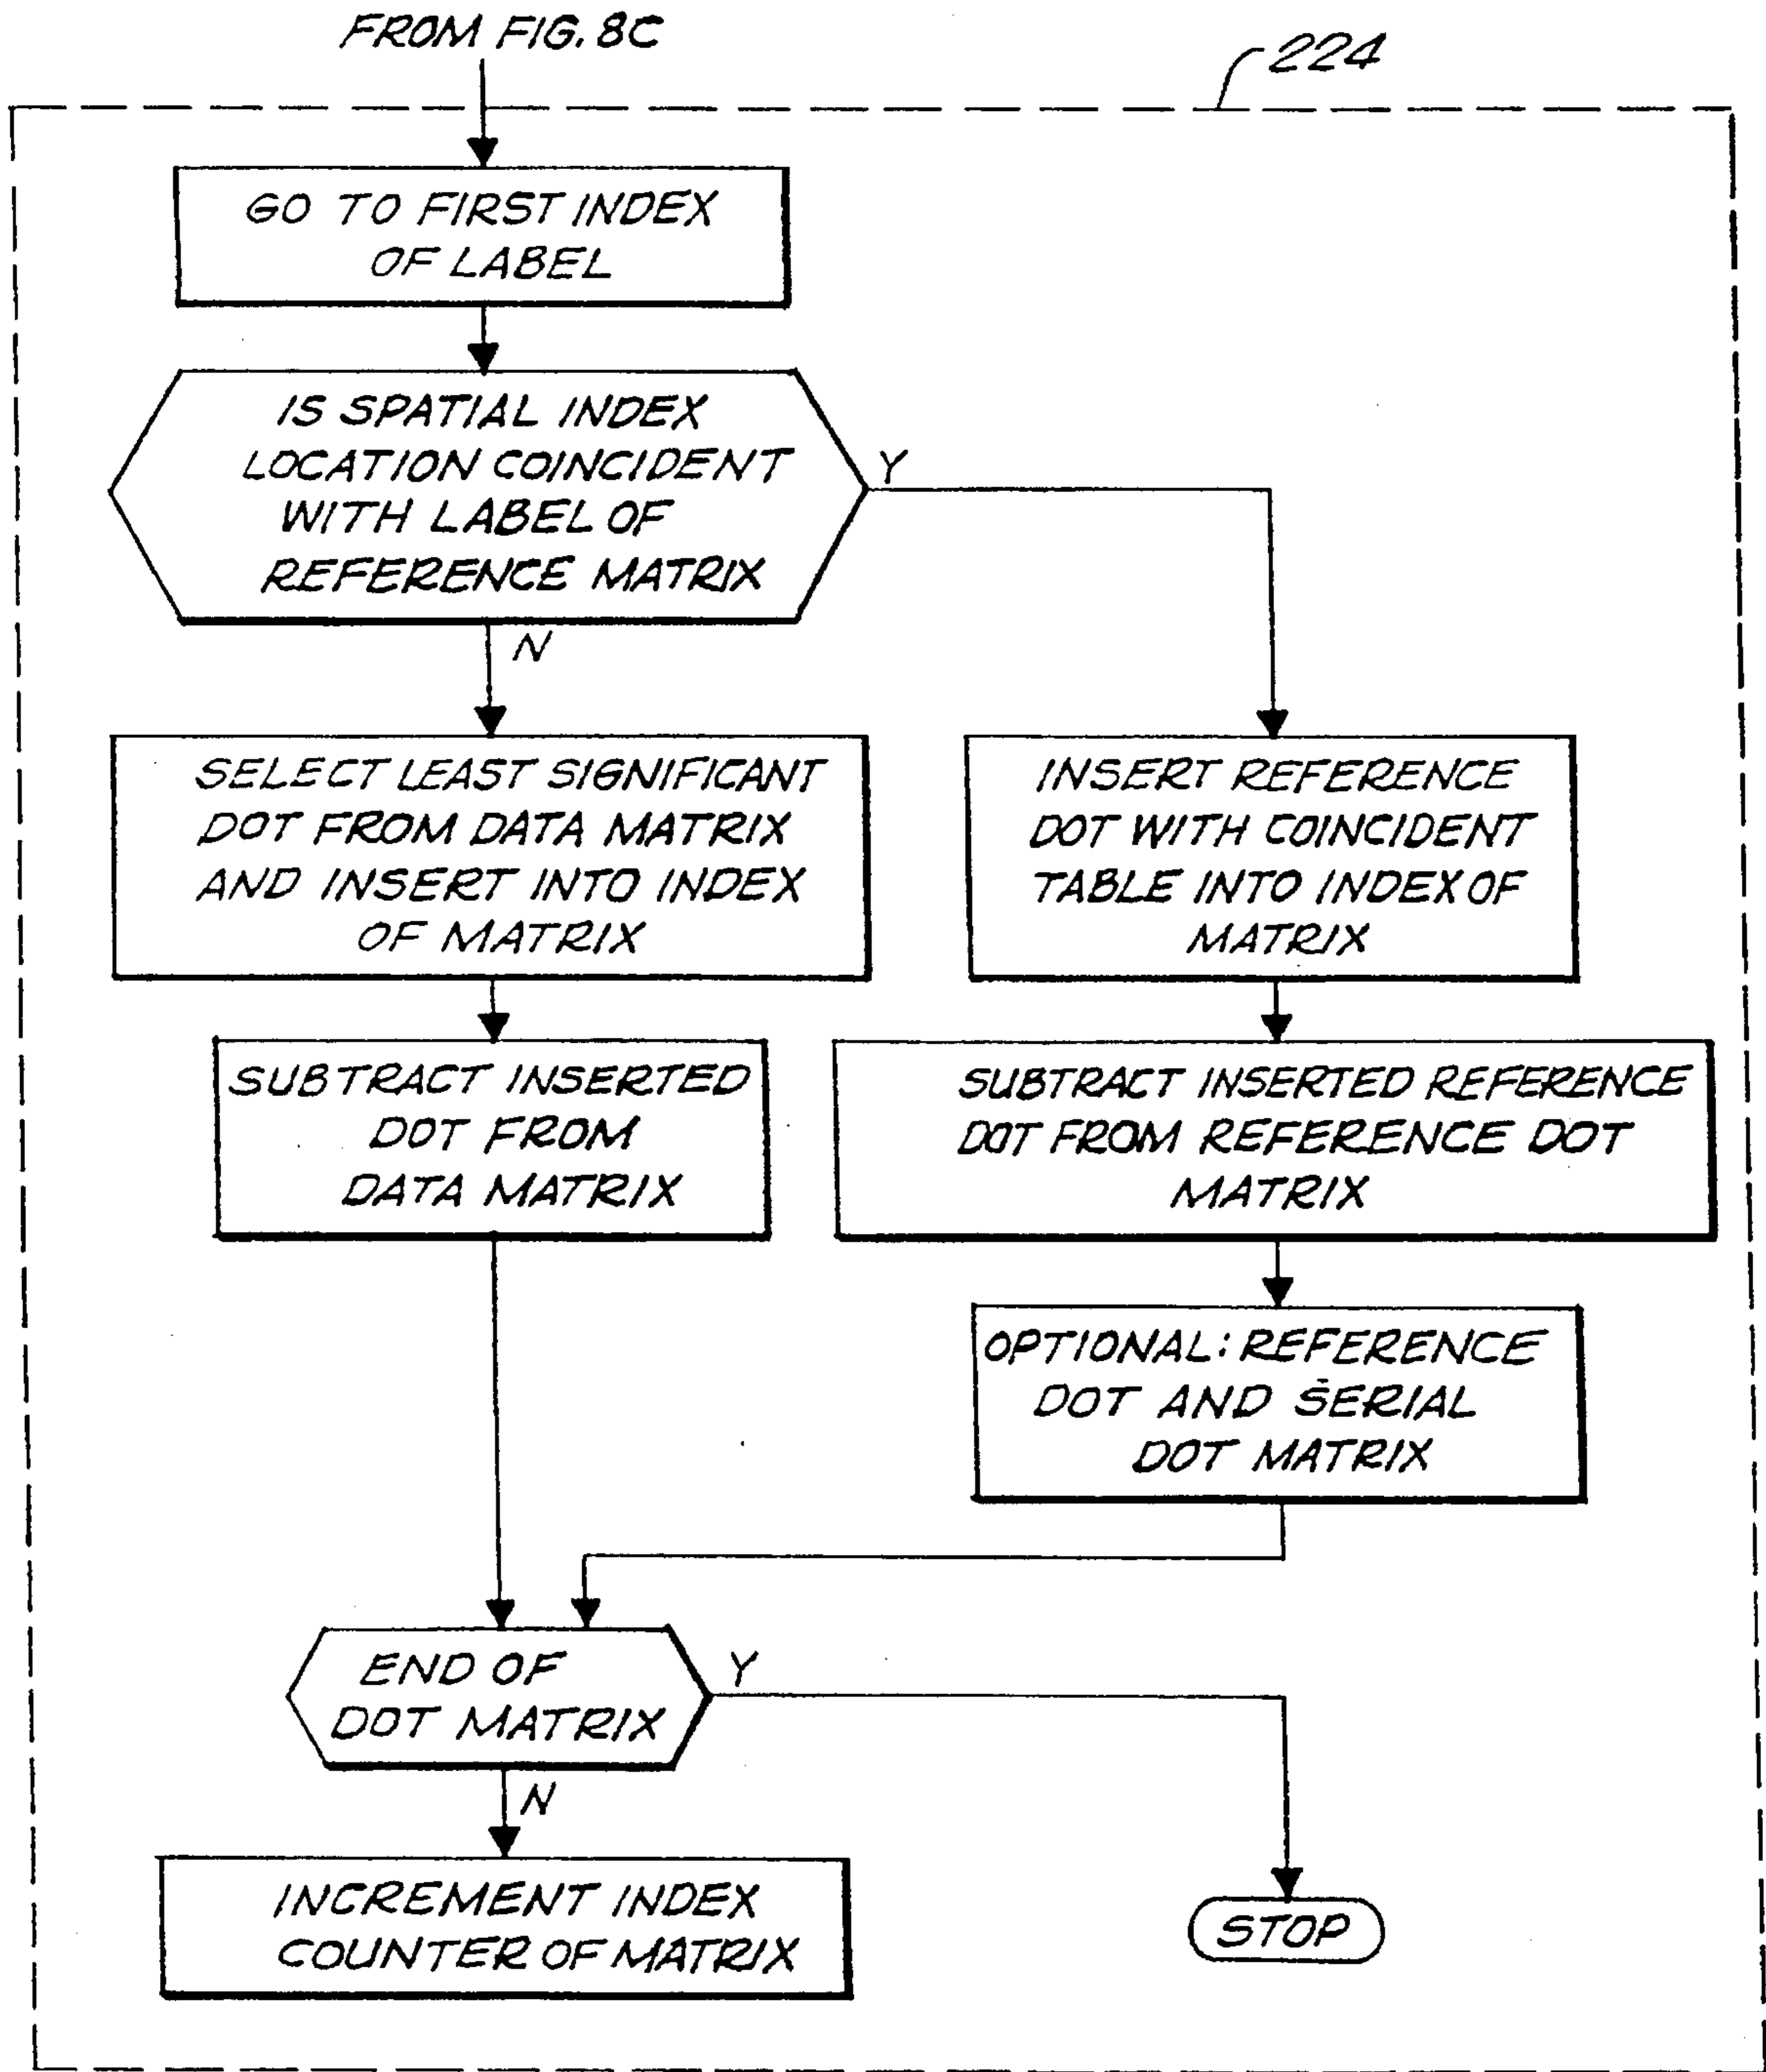 FROM FIG. 8C
224
GO TO FIRST INDEX
OF LABEL
IS SPATIAL INDEX
LOCATION COINCIDENT
WITH LABEL OF
REFERENCE MATRIX
Y
N
SELECT LEAST SIGNIFICANT
DOT FROM DATA MATRIX
AND INSERT INTO INDEX
OF MATRIX
INSERT REFERENCE
DOT WITH COINCIDENT
TABLE INTO INDEX OF
MATRIX
SUBTRACT INSERTED
DOT FROM
DATA MATRIX
SUBTRACT INSERTED REFERENCE
DOT FROM REFERENCE DOT
MATRIX
OPTIONAL: REFERENCE
DOT AND SERIAL
DOT MATRIX
END OF
DOT MATRIX
Y
N
INCREMENT INDEX
COUNTER OF MATRIX
STOP